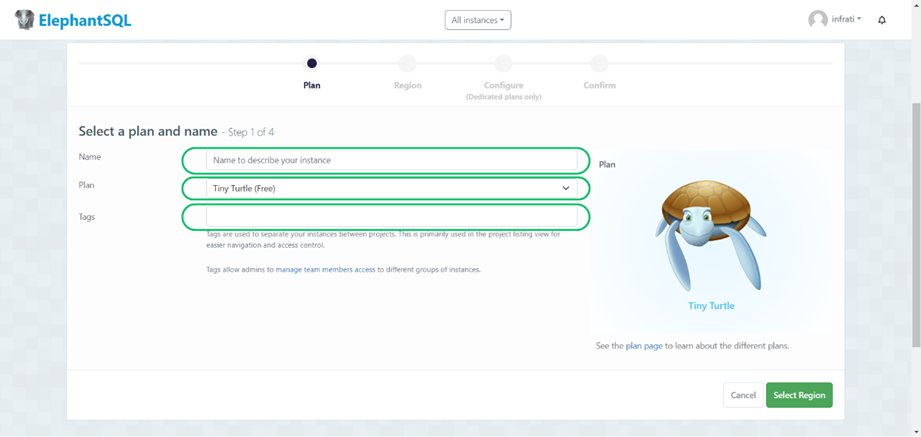 ElephantSQL
All instances
infrati
Plan
Region
Configure
(Dedicated plans only)
Confirm
Select a plan and name - Step 1 of 4
Name
Name to describe your instance
Plan
Tiny Turtle (Free)
Tags
Tags are used to separate your instances between projects. This is primarily used in the project listing view for
easier navigation and access control.
Tags allow admins to manage team members access to different groups of instances.
Plan
Tiny Turtle
See the plan page to learn about the different plans.
Cancel
Select Region